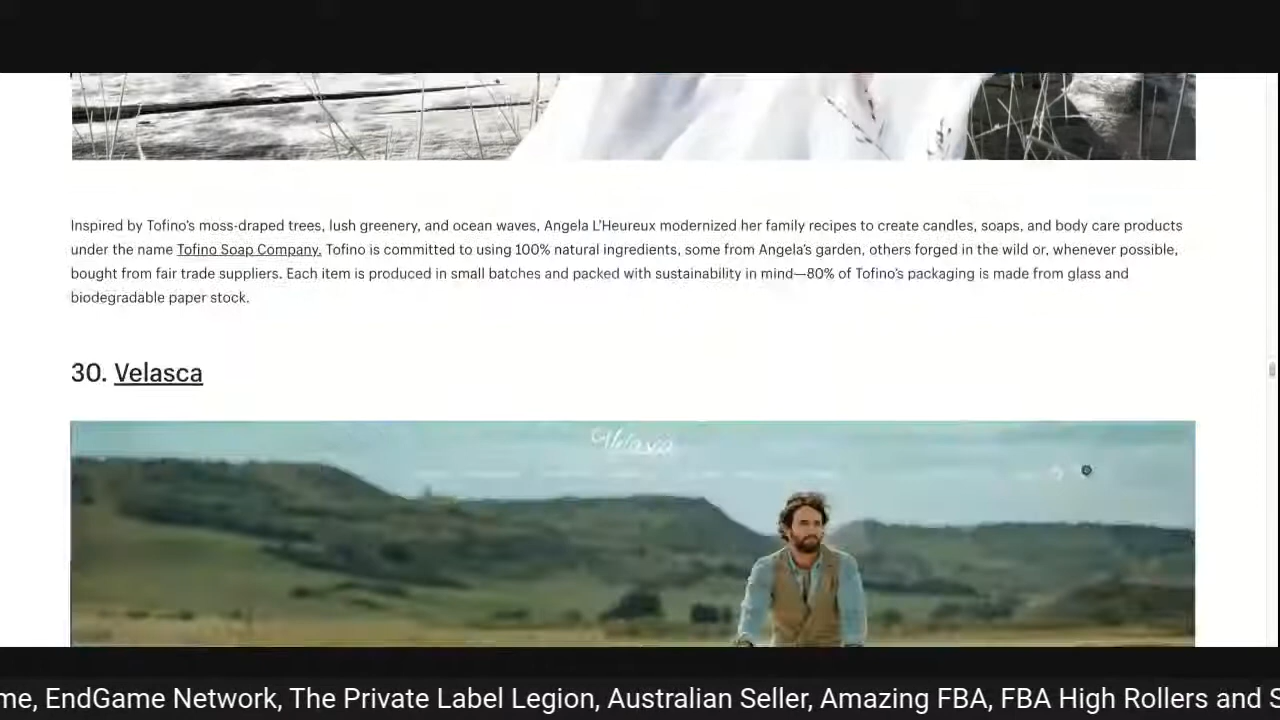 Inspired by Tofino's moss-draped trees, lush greenery, and ocean waves, Angela L'Heureux modernized her family recipes to create candles, soaps, and body care products
under the name Tofino Soap Company. Tofino is committed to using 100% natural ingredients, some from Angela's garden, others forged in the wild or, whenever possible,
bought from fair trade suppliers. Each item is produced in small batches and packed with sustainability in mind—80% of Tofino's packaging is made from glass and
biodegradable paper stock.
30. Velasca
Velasca
me, EndGame Network, The Private Label Legion, Australian Seller, Amazing FBA, FBA High Rollers and S